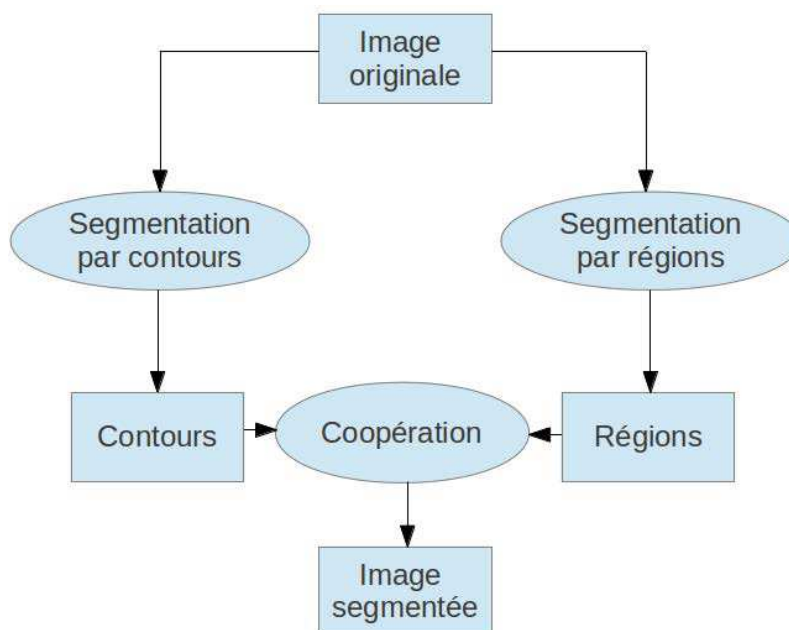 Image
originale
Segmentation
par contours
Segmentation
par régions
Contours
Coopération
Régions
Image
segmentée